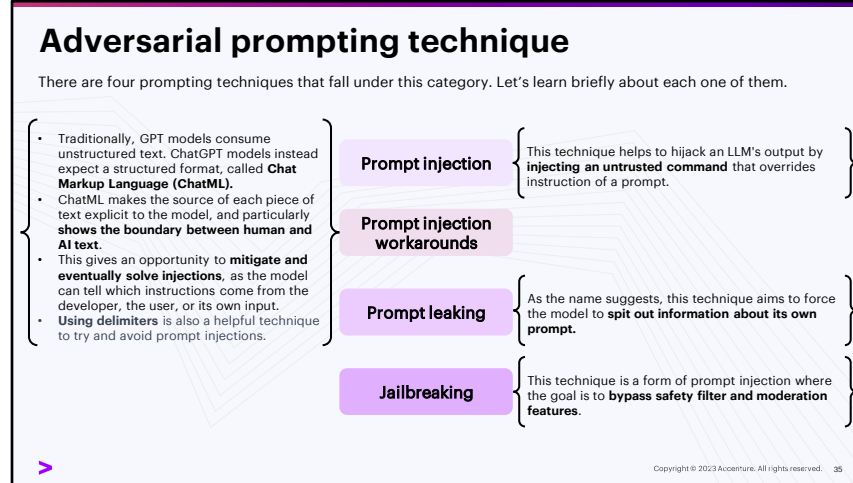 Adversarial prompting technique
There are four prompting techniques that fall under this category. Let’s learn briefly about each one of them.
• Traditionally, GPT models consume
unstructured text. ChatGPT models instead
expect a structured format, called Chat
Markup Language (ChatML).
• ChatML makes the source of each piece of
text explicit to the model, and particularly
shows the boundary between human and
AI text.
• This gives an opportunity to mitigate and
eventually solve injections, as the model
can tell which instructions come from the
developer, the user, or its own input.
• Using delimiters is also a helpful technique
to try and avoid prompt injections.
Prompt injection
This technique helps to hijack an LLM's output by
injecting an untrusted command that overrides
instruction of a prompt.
Prompt injection
workarounds
Prompt leaking
As the name suggests, this technique aims to force
the model to spit out information about its own
prompt.
Jailbreaking
This technique is a form of prompt injection where
the goal is to bypass safety filter and moderation
features.
Copyright © 2023 Accenture. All rights reserved. 35